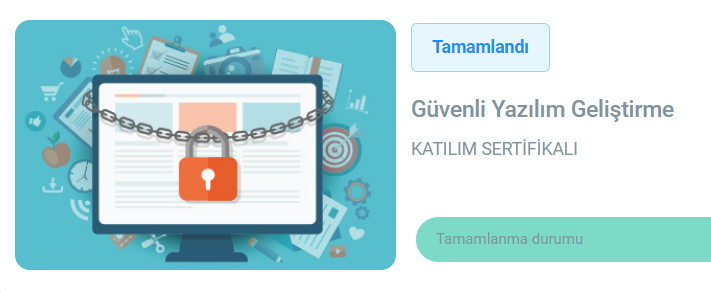 Tamamlandı
Güvenli Yazılım Geliştirme
KATILIM SERTİFİKALI
Tamamlanma durumu